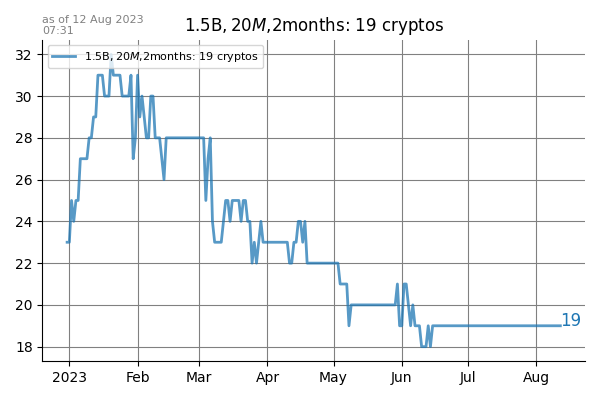 as of 12 Aug 2023
07:31
1.5B, 20M,2months: 19 cryptos
1.5B, 20M,2months: 19 cryptos
32
30
28
26
24
22
20
18
19
2023 Feb Mar Apr May Jun Jul Aug